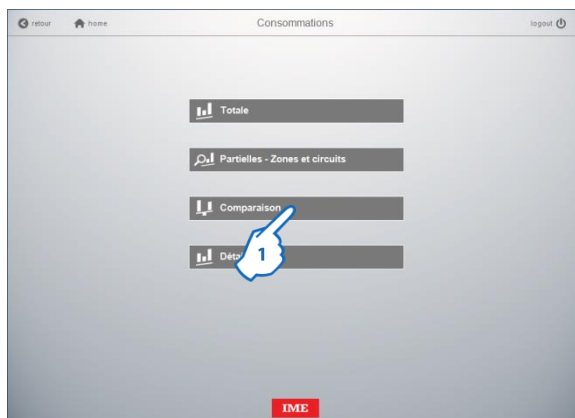 retour
home
Consommations
logout
Totale
Partielles - Zones et circuits
Comparaison
1
IME